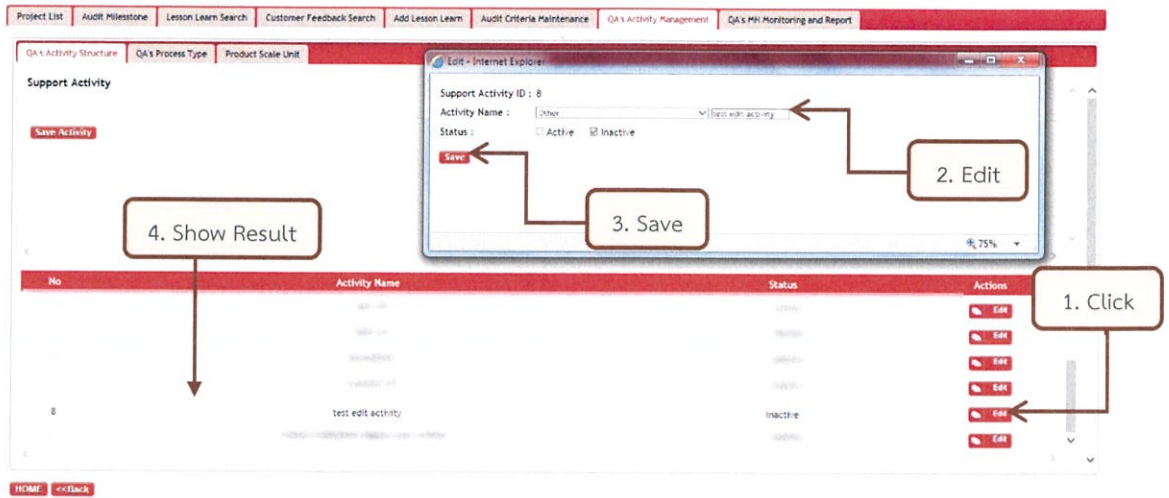 Project List Audit Milesstone Lesson Learn Search Customer Feedback Search Add Lesson Learn Audit Criteria Maintenance QA's Activity Management QA's MH Monitoring and Report
QA's Activity Structure QA's Process Type Product Scale Unit
Edit - Internet Explorer
Support Activity
Save Activity
Support Activity ID : 8
Activity Name : Other test edit activity
Status : Active Inactive
Save
2. Edit
3. Save
75%
4. Show Result
1. Click
No Activity Name Status Actions
Edit
Edit
Edit
Edit
8 test edit activity Inactive Edit
Edit
HOME <<Back